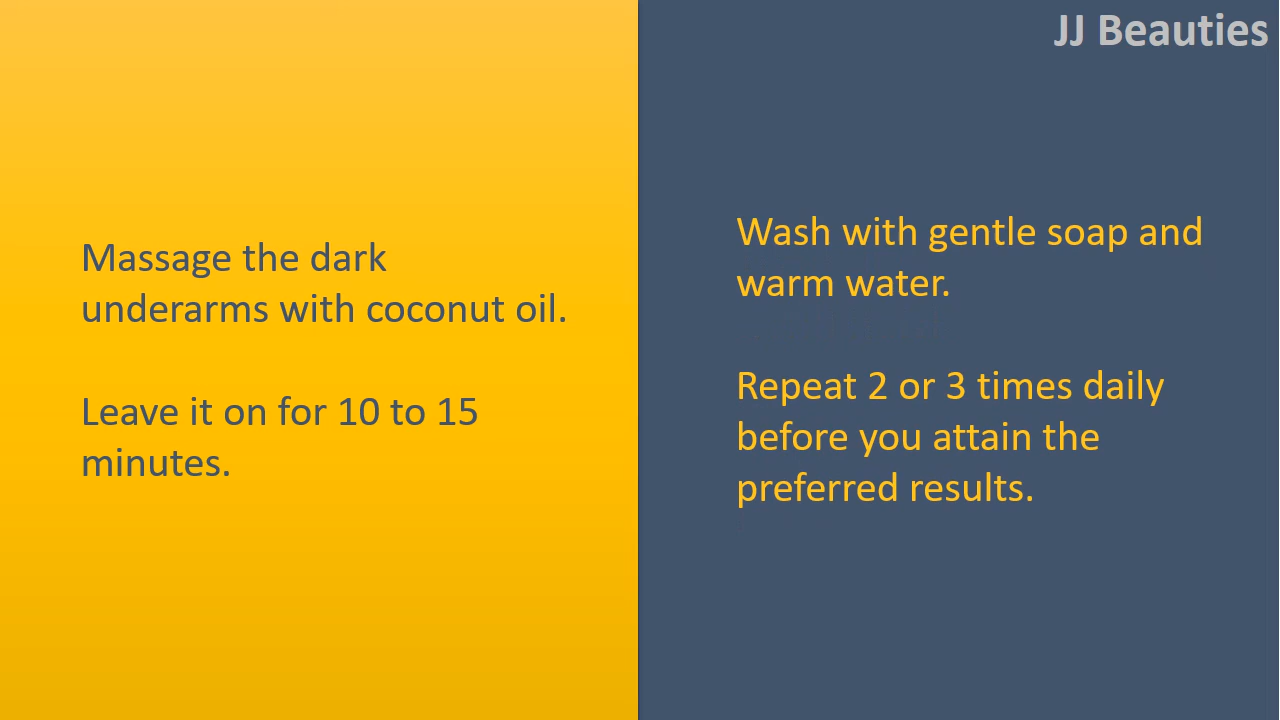 JJ Beauties
Massage the dark
underarms with coconut oil.
Leave it on for 10 to 15
minutes.
Wash with gentle soap and
warm water.
Repeat 2 or 3 times daily
before you attain the
preferred results.